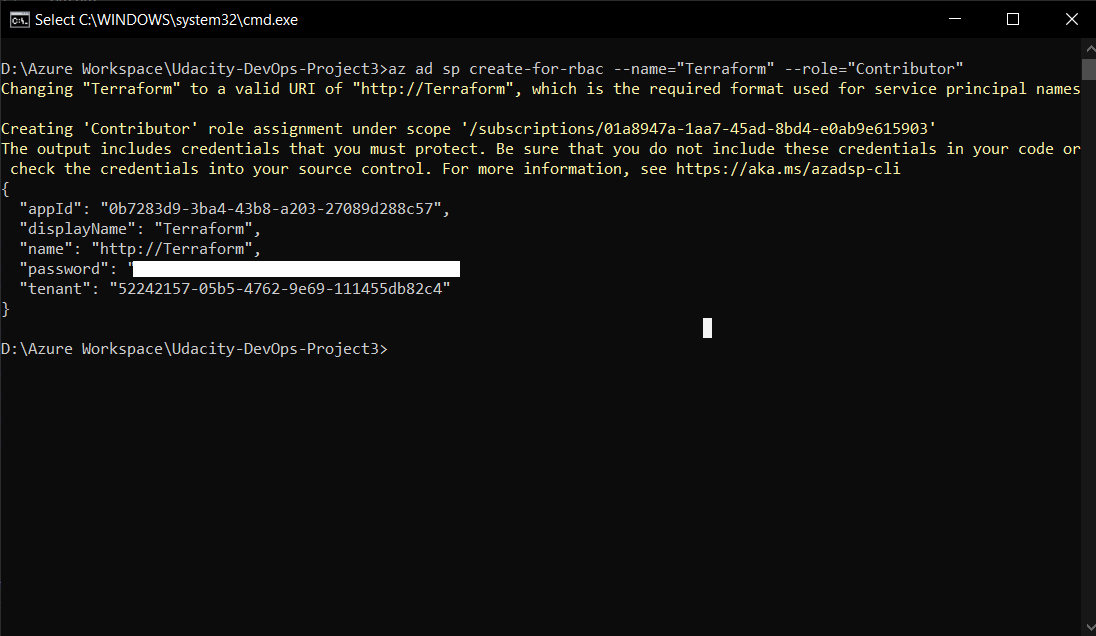 Select C:\WINDOWS\system32\cmd.exe
D:\Azure Workspace\Udacity-DevOps-Project3>az ad sp create-for-rbac --name="Terraform" --role="Contributor"
Changing "Terraform" to a valid URI of "http://Terraform", which is the required format used for service principal names
Creating 'Contributor' role assignment under scope '/subscriptions/01a8947a-1aa7-45ad-8bd4-e0ab9e615903'
The output includes credentials that you must protect. Be sure that you do not include these credentials in your code or
 check the credentials into your source control. For more information, see https://aka.ms/azadsp-cli
{
  "appId": "0b7283d9-3ba4-43b8-a203-27089d288c57",
  "displayName": "Terraform",
  "name": "http://Terraform",
  "password": "
  "tenant": "52242157-05b5-4762-9e69-111455db82c4"
}
D:\Azure Workspace\Udacity-DevOps-Project3>